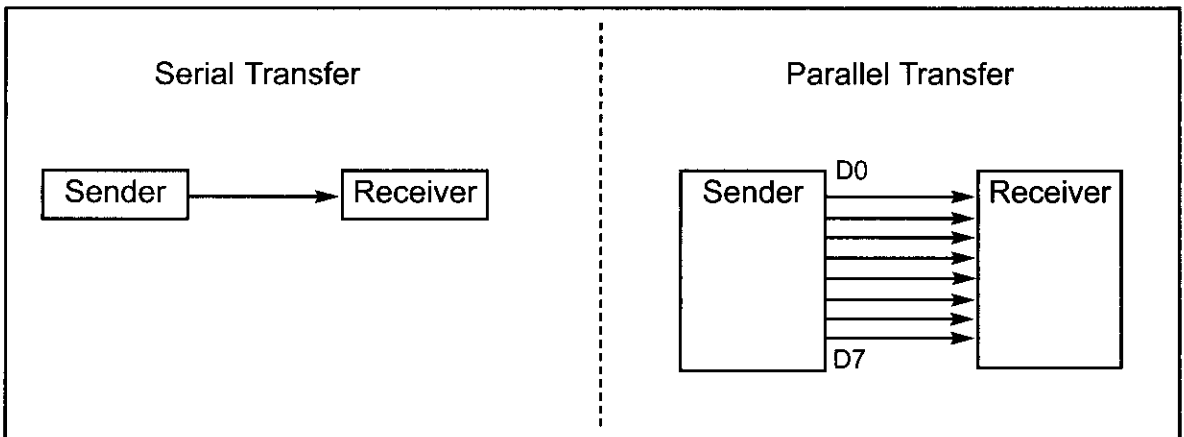 Serial Transfer
Sender
Receiver
Parallel Transfer
D0
Sender
Receiver
D7